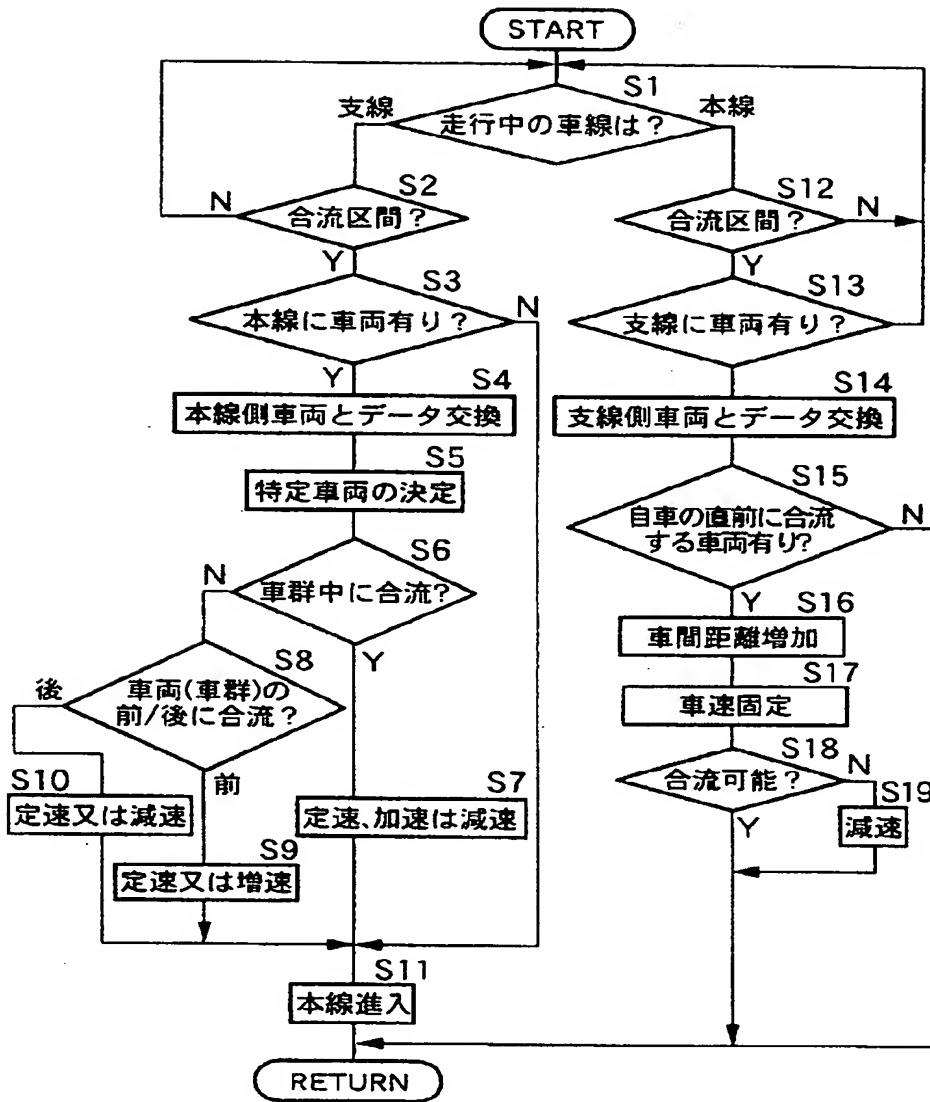 START
S1
支線
走行中の車線は?
本線
N
S2
合流区間?
Y
S3
本線に車両有り?
N
Y
S4
本線側車両とデータ交換
S5
特定車両の決定
S6
N
車群中に合流?
Y
S8
後
車両(車群)の
前/後に合流?
前
S10
定速又は減速
S9
定速又は増速
S7
定速、加速は減速
S11
本線進入
RETURN
S12
合流区間?
N
Y
S13
支線に車両有り?
S14
支線側車両とデータ交換
S15
自車の直前に合流
する車両有り?
N
Y
S16
車間距離増加
S17
車速固定
S18
合流可能?
N
Y
S19
減速